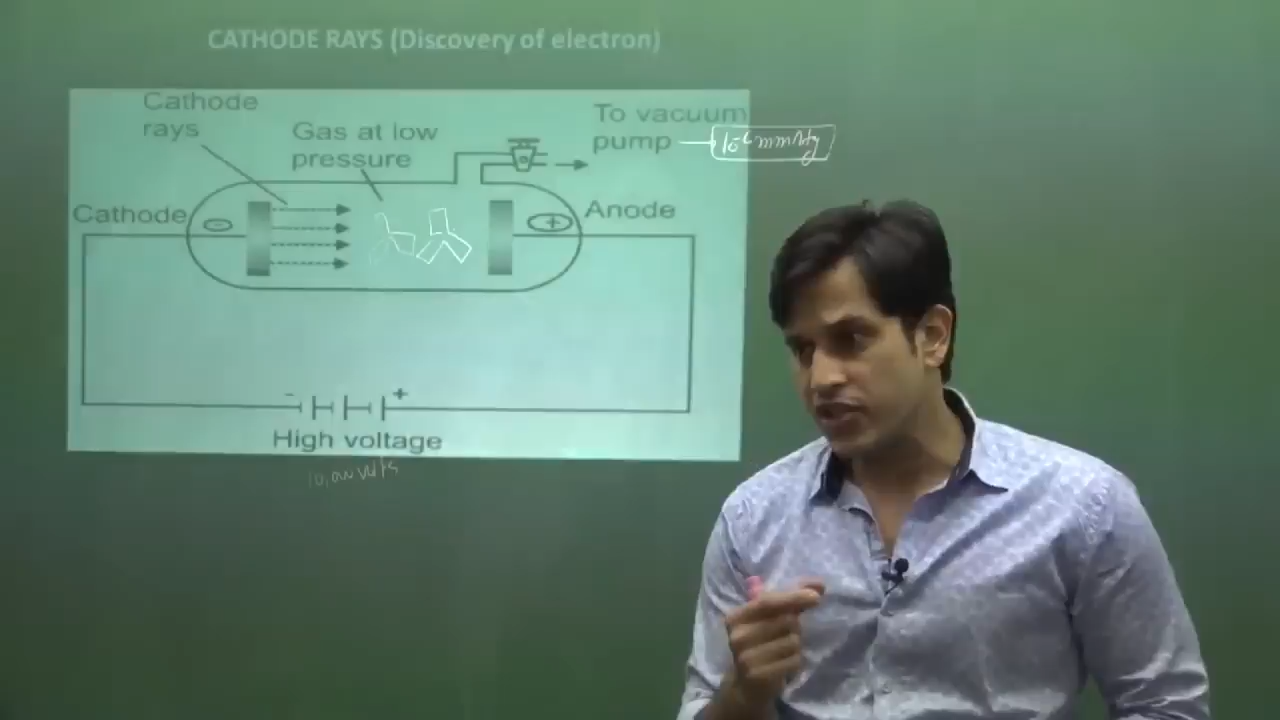 CATHODE RAYS (Discovery of electron)
Cathode
rays
Gas at low
pressure
To vacuum
pump
Cathode
-
+
Anode
- +
High voltage